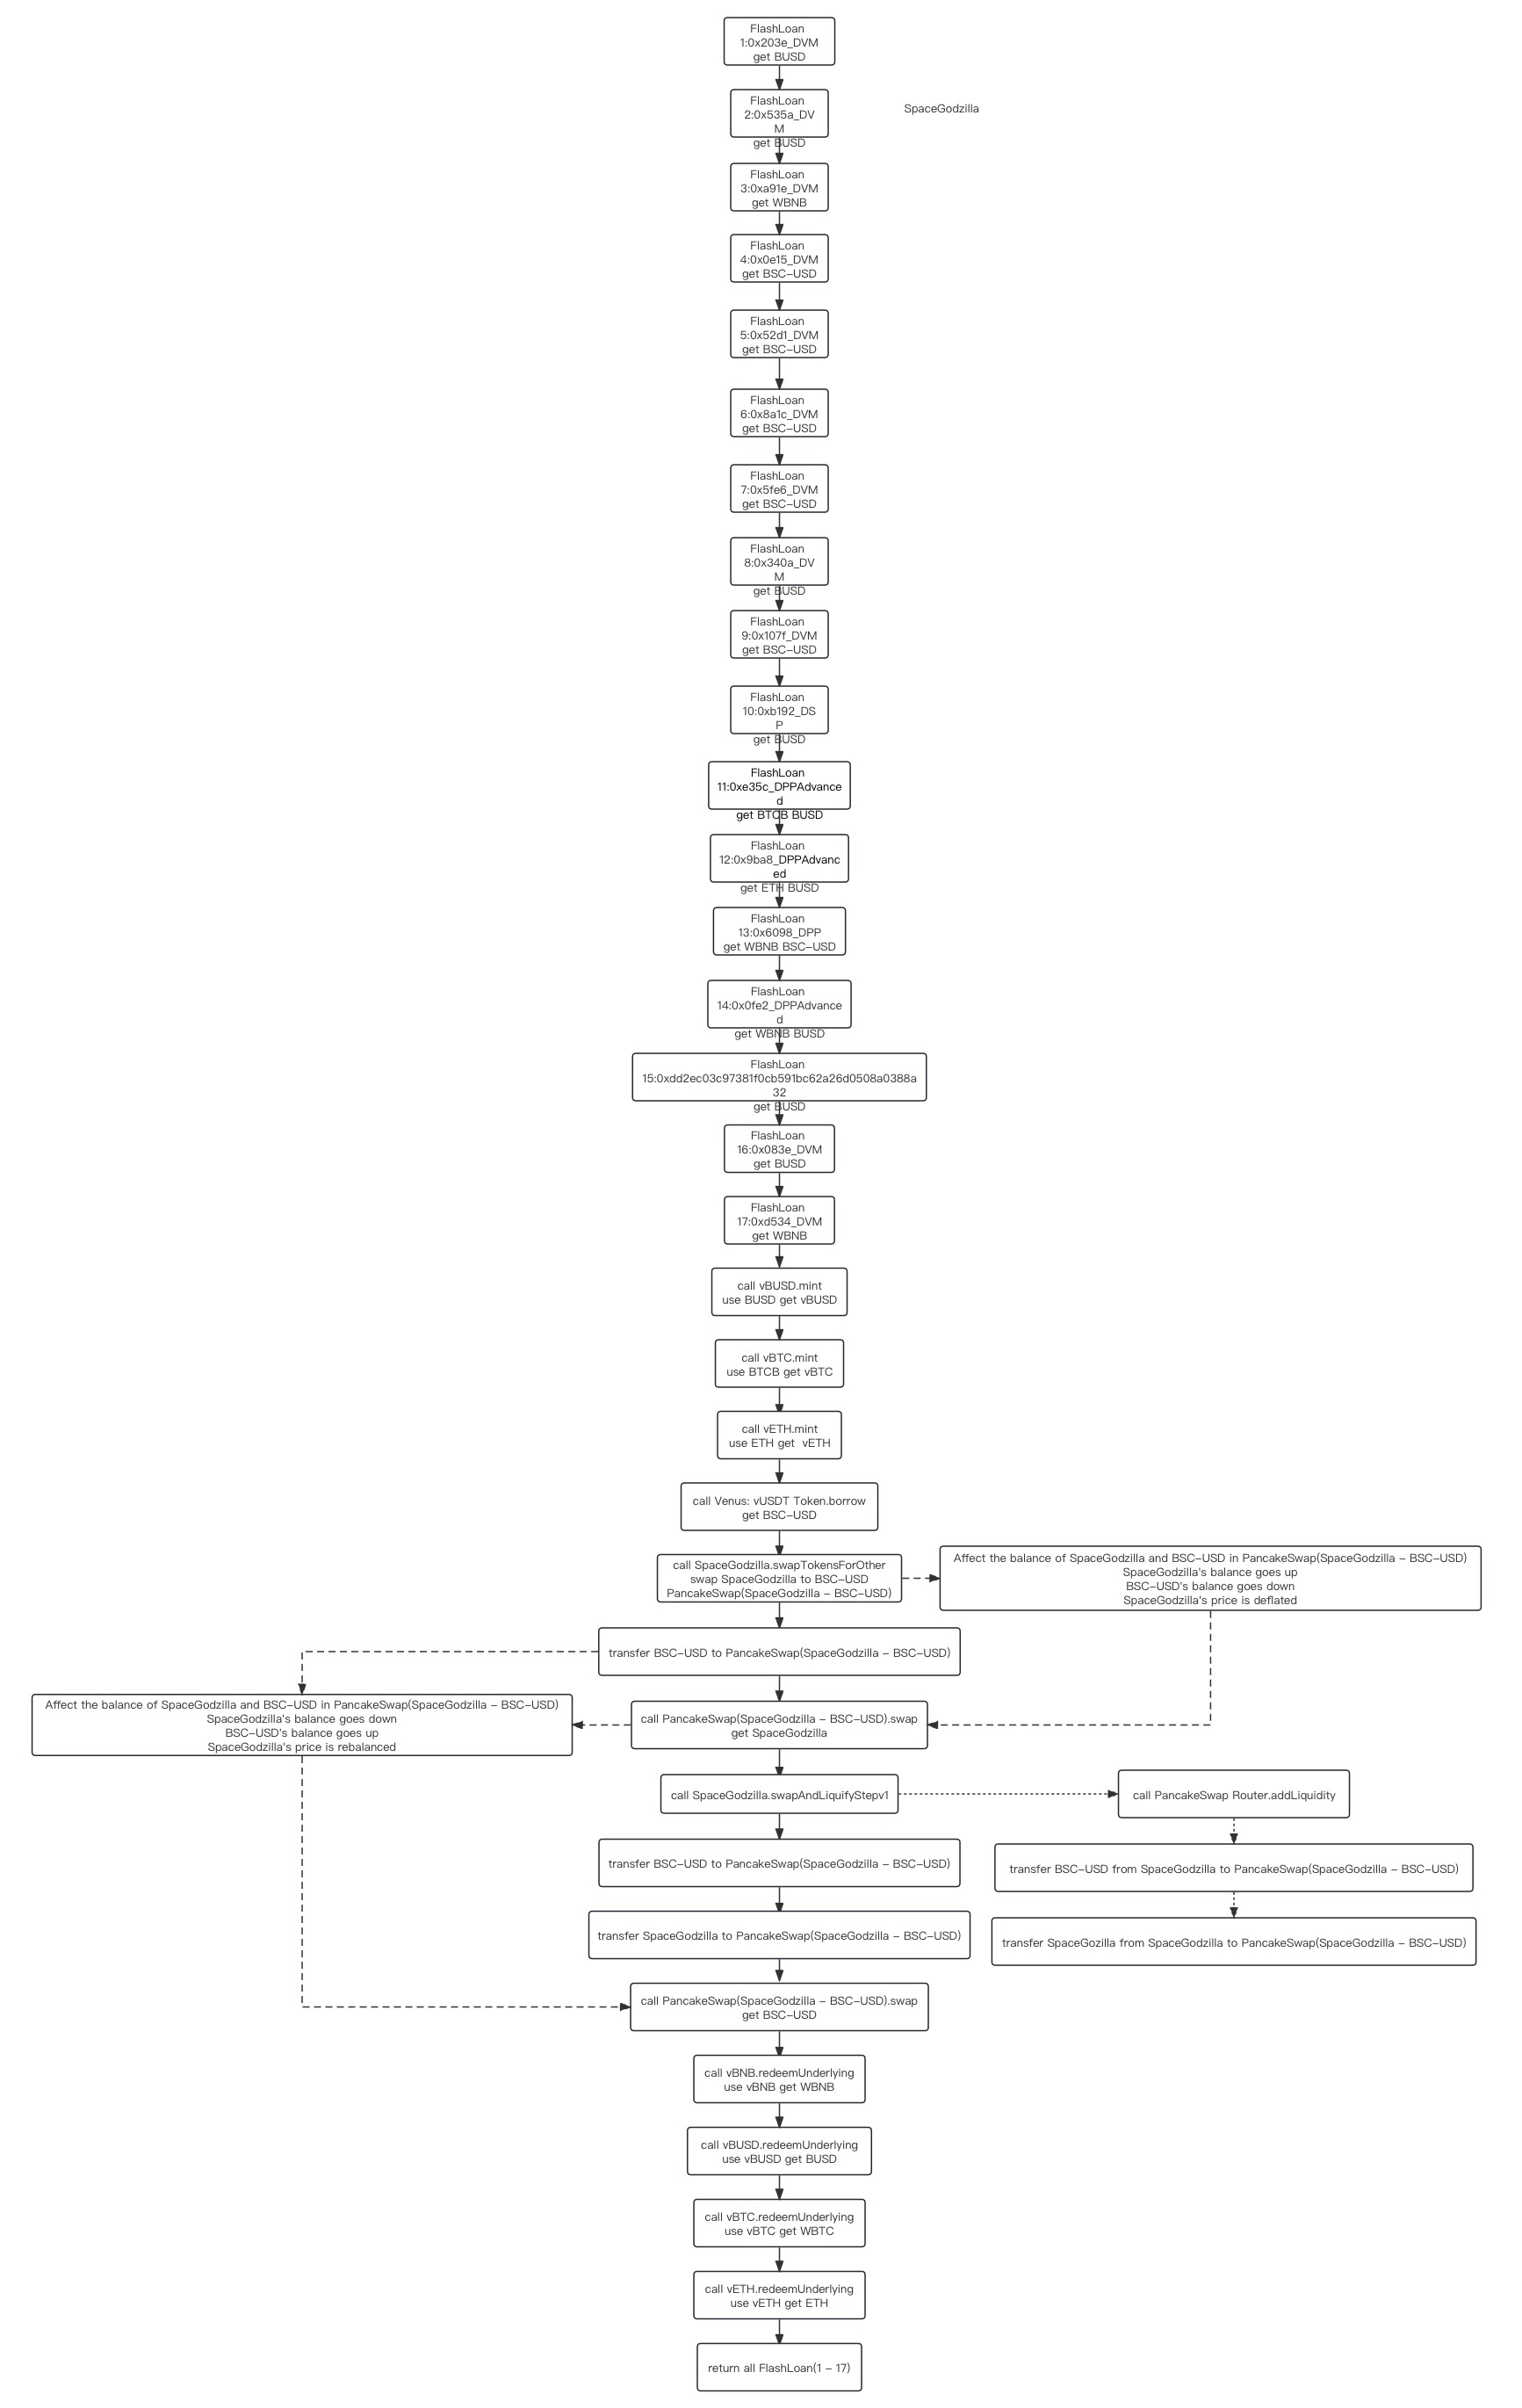 FlashLoan
1:0x203e_DVM
get BUSD
SpaceGodzilla
FlashLoan
2:0x535a_DV
M
get BUSD
FlashLoan
3:0xa91e_DVM
get WBNB
FlashLoan
4:0x0e15_DVM
get BSC-USD
FlashLoan
5:0x52d1_DVM
get BSC-USD
FlashLoan
6:0x8a1c_DVM
get BSC-USD
FlashLoan
7:0x5fe6_DVM
get BSC-USD
FlashLoan
8:0x340a_DV
M
get BUSD
FlashLoan
9:0x107f_DVM
get BSC-USD
FlashLoan
10:0xb192_DS
P
get BUSD
FlashLoan
11:0xe35c_DPPAdvance
d
get BTCB BUSD
FlashLoan
12:0x9ba8_DPPAdvanc
ed
get ETH BUSD
FlashLoan
13:0x6098_DPP
get WBNB BSC-USD
FlashLoan
14:0x0fe2_DPPAdvance
d
get WBNB BUSD
FlashLoan
15:0xdd2ec03c97381f0cb591bc62a26d0508a0388a
32
get BUSD
FlashLoan
16:0x083e_DVM
get BUSD
FlashLoan
17:0xd534_DVM
get WBNB
call vBUSD.mint
use BUSD get vBUSD
call vBTC.mint
use BTCB get vBTC
call vETH.mint
use ETH get  vETH
call Venus: vUSDT Token.borrow
get BSC-USD
call SpaceGodzilla.swapTokensForOther
swap SpaceGodzilla to BSC-USD
PancakeSwap(SpaceGodzilla - BSC-USD)
Affect the balance of SpaceGodzilla and BSC-USD in PancakeSwap(SpaceGodzilla - BSC-USD)
SpaceGodzilla's balance goes up
BSC-USD's balance goes down
SpaceGodzilla's price is deflated
transfer BSC-USD to PancakeSwap(SpaceGodzilla - BSC-USD)
Affect the balance of SpaceGodzilla and BSC-USD in PancakeSwap(SpaceGodzilla - BSC-USD)
SpaceGodzilla's balance goes down
BSC-USD's balance goes up
SpaceGodzilla's price is rebalanced
call PancakeSwap(SpaceGodzilla - BSC-USD).swap
get SpaceGodzilla
call SpaceGodzilla.swapAndLiquifyStepv1
call PancakeSwap Router.addLiquidity
transfer BSC-USD to PancakeSwap(SpaceGodzilla - BSC-USD)
transfer BSC-USD from SpaceGodzilla to PancakeSwap(SpaceGodzilla - BSC-USD)
transfer SpaceGodzilla to PancakeSwap(SpaceGodzilla - BSC-USD)
transfer SpaceGozilla from SpaceGodzilla to PancakeSwap(SpaceGodzilla - BSC-USD)
call PancakeSwap(SpaceGodzilla - BSC-USD).swap
get BSC-USD
call vBNB.redeemUnderlying
use vBNB get WBNB
call vBUSD.redeemUnderlying
use vBUSD get BUSD
call vBTC.redeemUnderlying
use vBTC get WBTC
call vETH.redeemUnderlying
use vETH get ETH
return all FlashLoan(1 - 17)